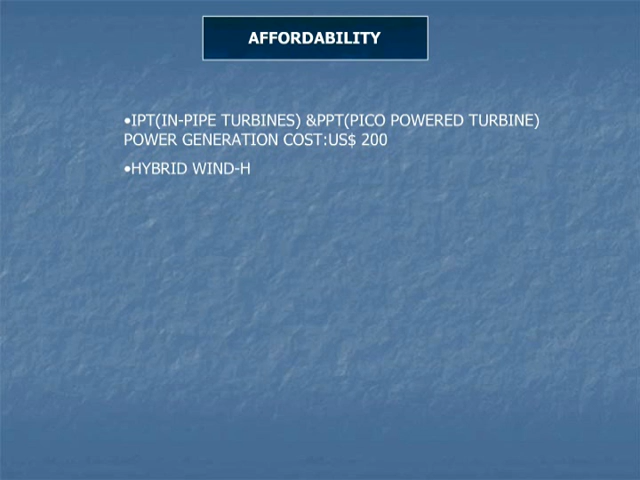 AFFORDABILITY
•IPT(IN-PIPE TURBINES) &PPT(PICO POWERED TURBINE)
POWER GENERATION COST:US$ 200
•HYBRID WIND-H